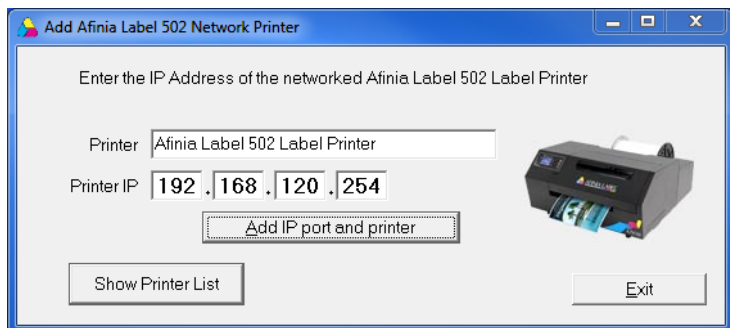 Add Afinia Label 502 Network Printer
Enter the IP Address of the networked Afinia Label 502 Label Printer
Printer Afinia Label 502 Label Printer
Printer IP 192 . 168 . 120 . 254
Add IP port and printer
AFINIA LABEL
Show Printer List
Exit